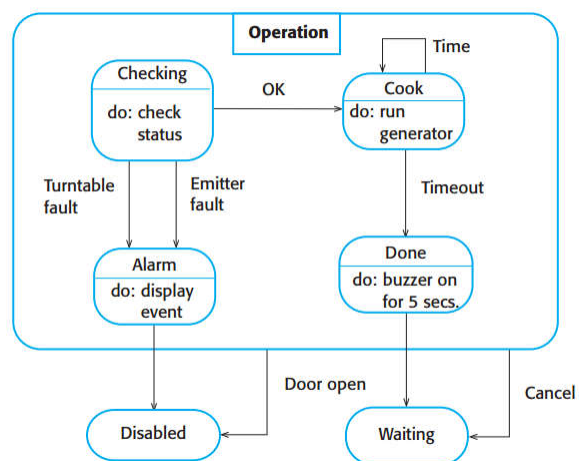 Operation
Time
Checking
do: check
status
OK
Cook
do: run
generator
Turntable
fault
Emitter
fault
Timeout
Alarm
do: display
event
Done
do: buzzer on
for 5 secs.
Door open
Cancel
Disabled
Waiting